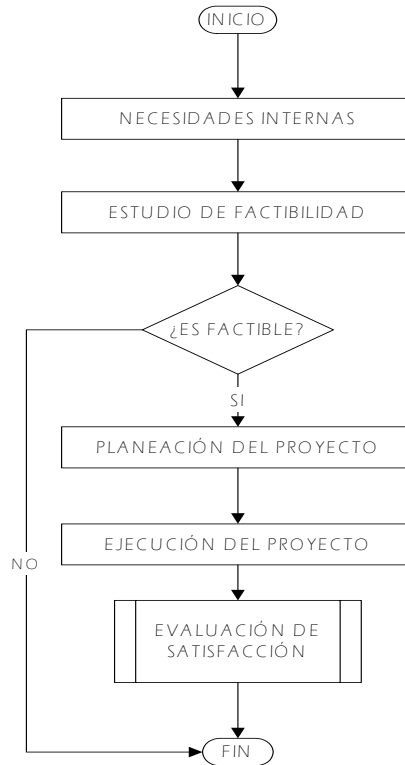 INICIO
NECESIDADES INTERNAS
ESTUDIO DE FACTIBILIDAD
¿ES FACTIBLE?
SI
PLANEACIÓN DEL PROYECTO
EJECUCIÓN DEL PROYECTO
NO
EVALUACIÓN DE
SATISFACCIÓN
FIN